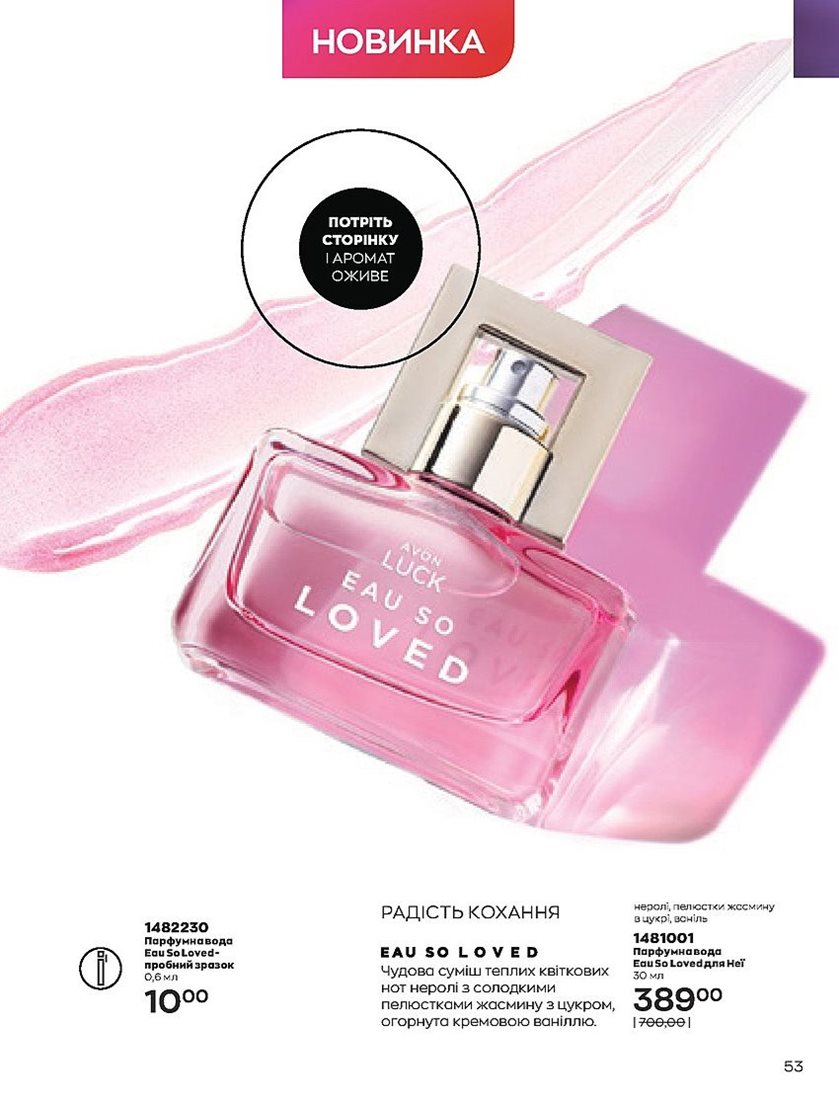 НОВИНКА
ПОТРІТЬ
СТОРІНКУ
І АРОМАТ
ОЖИВЕ
AVON
LUCK
EAU SO
LOVED
1482230
Парфумна вода
Eau So Loved-
пробний зразок
0,6 мл
10⁰⁰
РАДІСТЬ КОХАННЯ
EAU SO LOVED
Чудова суміш теплих квіткових
нот неролі з солодкими
пелюстками жасмину з цукром,
огорнута кремовою ваніллю.
неролі, пелюстки жасмину
в цукрі, ваніль
1481001
Парфумна вода
Eau So Loved для Неї
30 мл
389⁰⁰
| 700,00 |
53